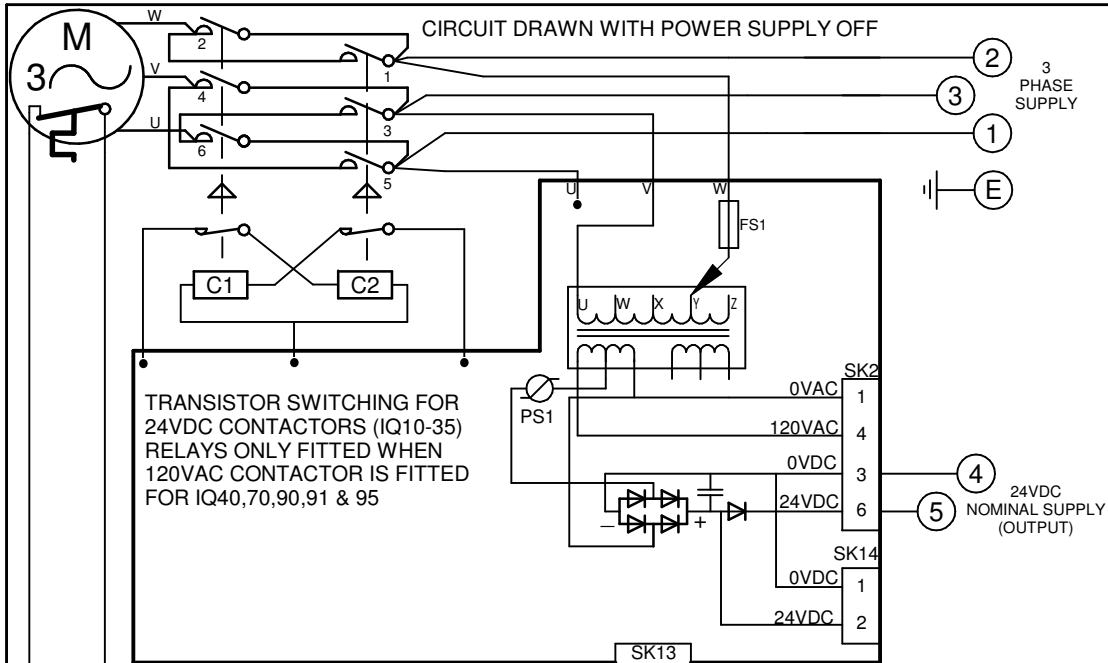 CIRCUIT DRAWN WITH POWER SUPPLY OFF
W
M
3
V
U
2
4
6
1
3
5
2
3
1
E
3
PHASE
SUPPLY
U
V
W
FS1
C1
C2
U
W
X
Y
Z
PS1
TRANSISTOR SWITCHING FOR
24VDC CONTACTORS (IQ10-35)
RELAYS ONLY FITTED WHEN
120VAC CONTACTOR IS FITTED
FOR IQ40,70,90,91 & 95
SK2
0VAC
1
120VAC
4
0VDC
3
24VDC
6
4
5
24VDC
NOMINAL SUPPLY
(OUTPUT)
–
+
SK14
0VDC
1
24VDC
2
SK13